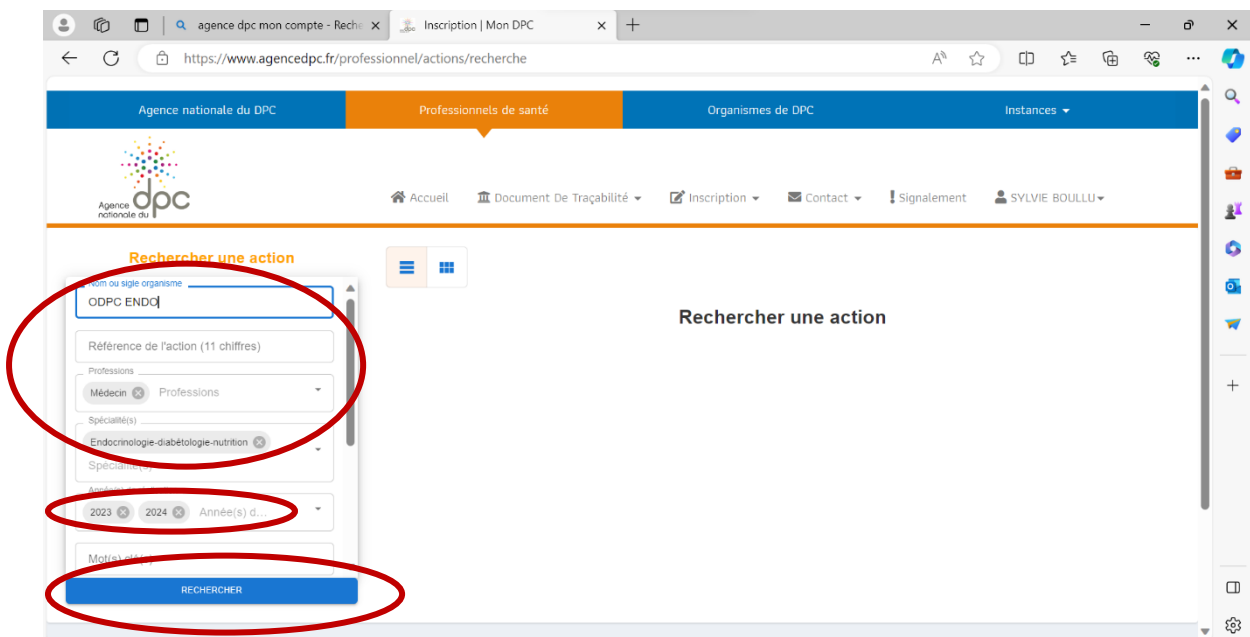 agence dpc mon compte - Reche
Inscription | Mon DPC
https://www.agencedpc.fr/professionnel/actions/recherche
Agence nationale du DPC
Professionnels de santé
Organismes de DPC
Instances
Agence nationale du dpc
Accueil
Document De Traçabilité
Inscription
Contact
Signalement
SYLVIE BOULLU
Rechercher une action
Nom ou sigle organisme
ODPC ENDO
Référence de l'action (11 chiffres)
Professions
Médecin Professions
Spécialité(s)
Endocrinologie-diabétologie-nutrition
Spécialité(s)
2023 2024 Année(s) d...
Mot(s) clé(s)
RECHERCHER
Rechercher une action